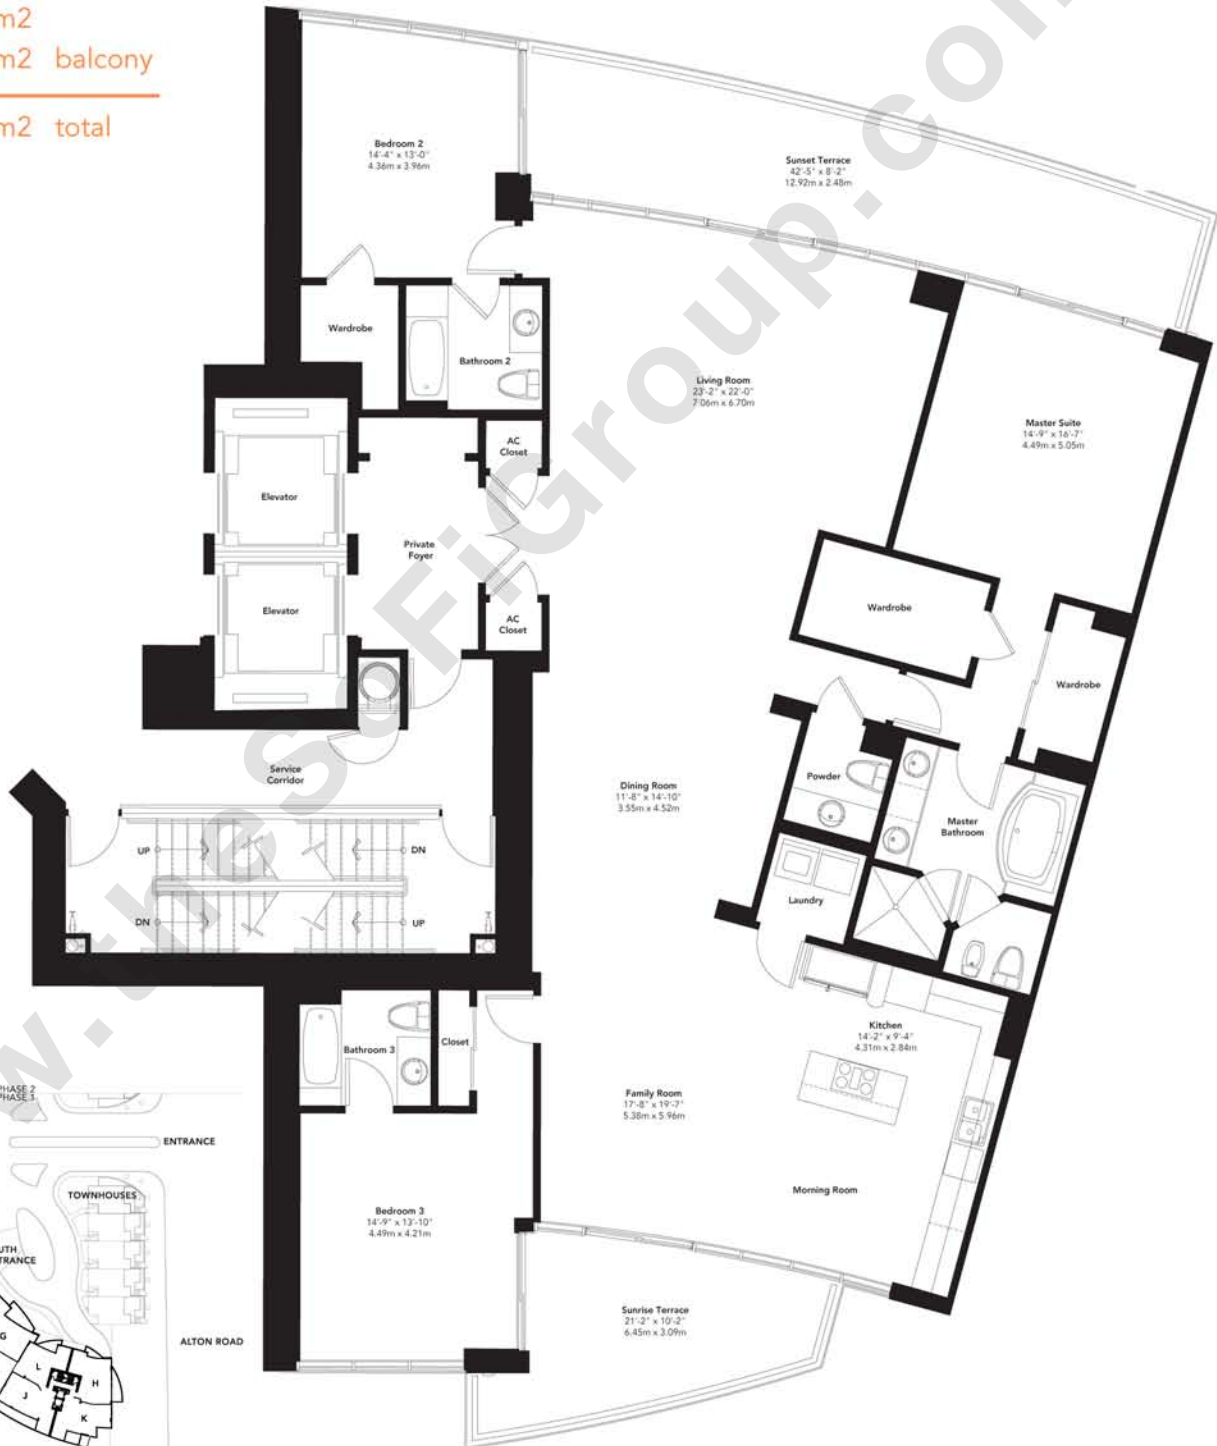 m2
m2 balcony
m2 total
Bedroom 2
14'-4" x 13'-0"
4.36m x 3.96m
Sunset Terrace
42'-5" x 8'-2"
12.92m x 2.48m
Wardrobe
Bathroom 2
Living Room
23'-2" x 22'-0"
7.06m x 6.70m
Master Suite
14'-9" x 16'-7"
4.49m x 5.05m
AC
Closet
Elevator
Private
Foyer
Elevator
AC
Closet
Wardrobe
Wardrobe
Service
Corridor
Powder
Dining Room
11'-8" x 14'-10"
3.55m x 4.52m
Master
Bathroom
UP
DN
DN
UP
Laundry
Kitchen
14'-2" x 9'-4"
4.31m x 2.84m
Bathroom 3
Closet
Family Room
17'-8" x 19'-7"
5.38m x 5.96m
Morning Room
Bedroom 3
14'-9" x 13'-10"
4.49m x 4.21m
Sunrise Terrace
21'-2" x 10'-2"
6.45m x 3.09m
PHASE 2
PHASE 1
ENTRANCE
TOWNHOUSES
UTH
TRANCE
ALTON ROAD
G
L
H
J
K
w.theSoFiGroup.com